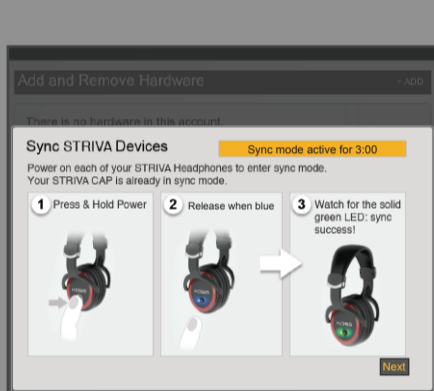 Add and Remove Hardware
+ ADD
There is no hardware in this account.
Sync STRIVA Devices
Sync mode active for 3:00
Power on each of your STRIVA Headphones to enter sync mode.
Your STRIVA CAP is already in sync mode.
1 Press & Hold Power
2 Release when blue
3 Watch for the solid
green LED: sync
success!
Next